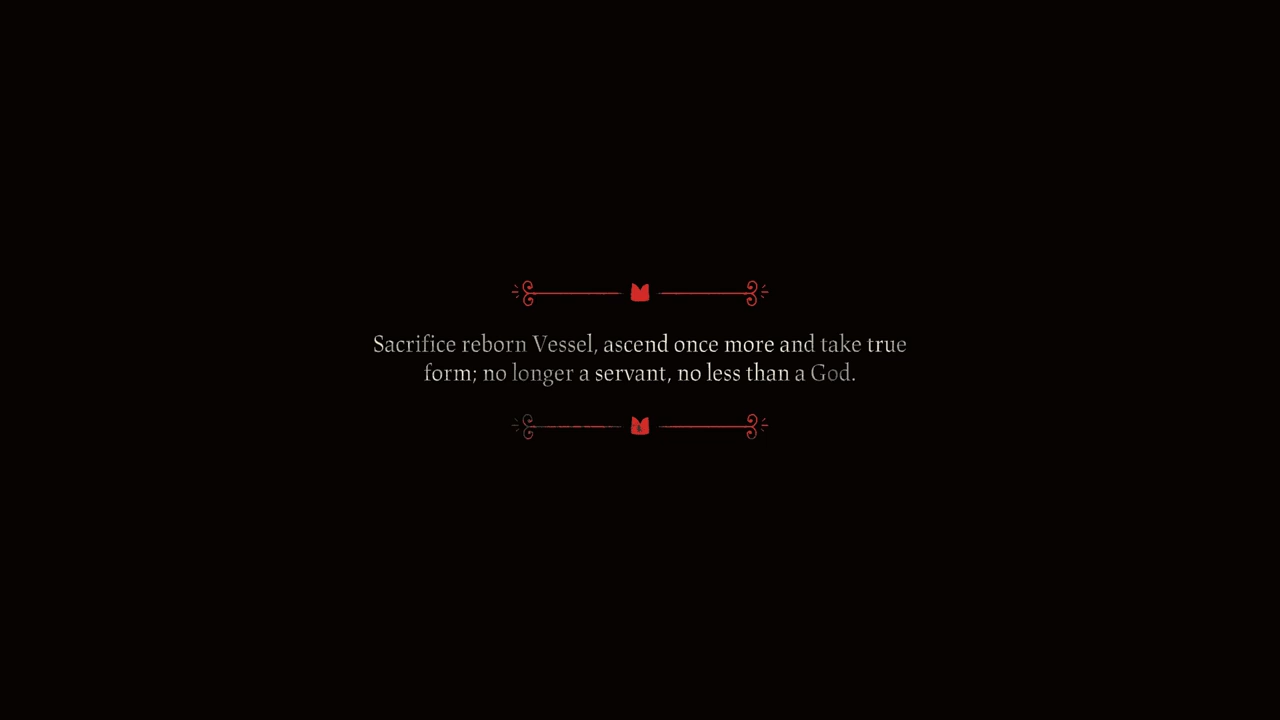 Sacrifice reborn Vessel, ascend once more and take true
form; no longer a servant, no less than a God.